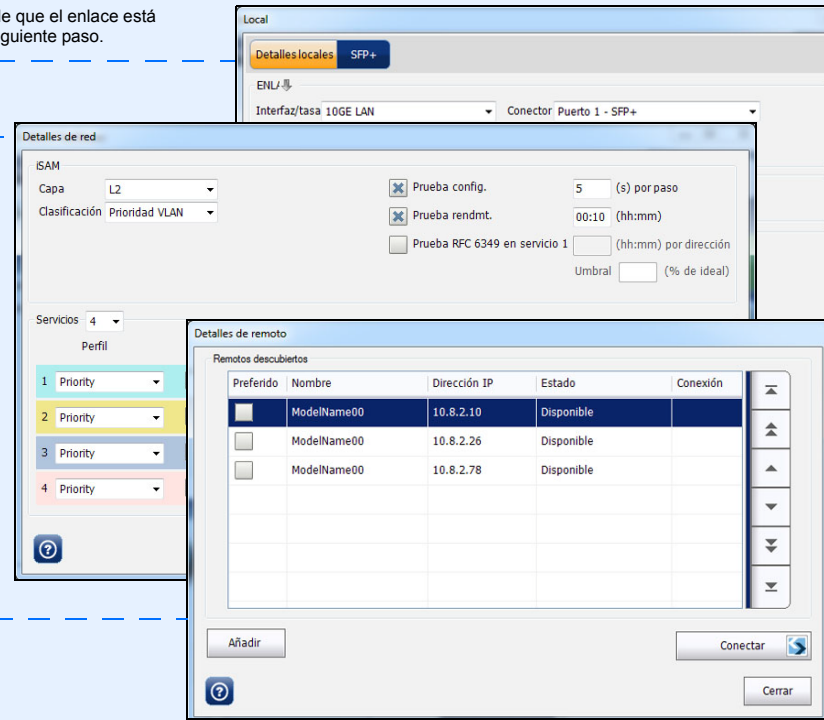 le que el enlace está
guiente paso.
Local
Detalles locales SFP+
ENL/
Interfaz/tasa 10GE LAN Conector Puerto 1 - SFP+
Detalles de red
iSAM
Capa L2
Clasificación Prioridad VLAN
Prueba config. 5 (s) por paso
Prueba rendmt. 00:10 (hh:mm)
Prueba RFC 6349 en servicio 1 (hh:mm) por dirección
Umbral (% de ideal)
Servicios 4
Perfil
1 Priority
2 Priority
3 Priority
4 Priority
Detalles de remoto
Remotos descubiertos
Preferido Nombre Dirección IP Estado Conexión
ModelName00 10.8.2.10 Disponible
ModelName00 10.8.2.26 Disponible
ModelName00 10.8.2.78 Disponible
Añadir
Conectar
Cerrar